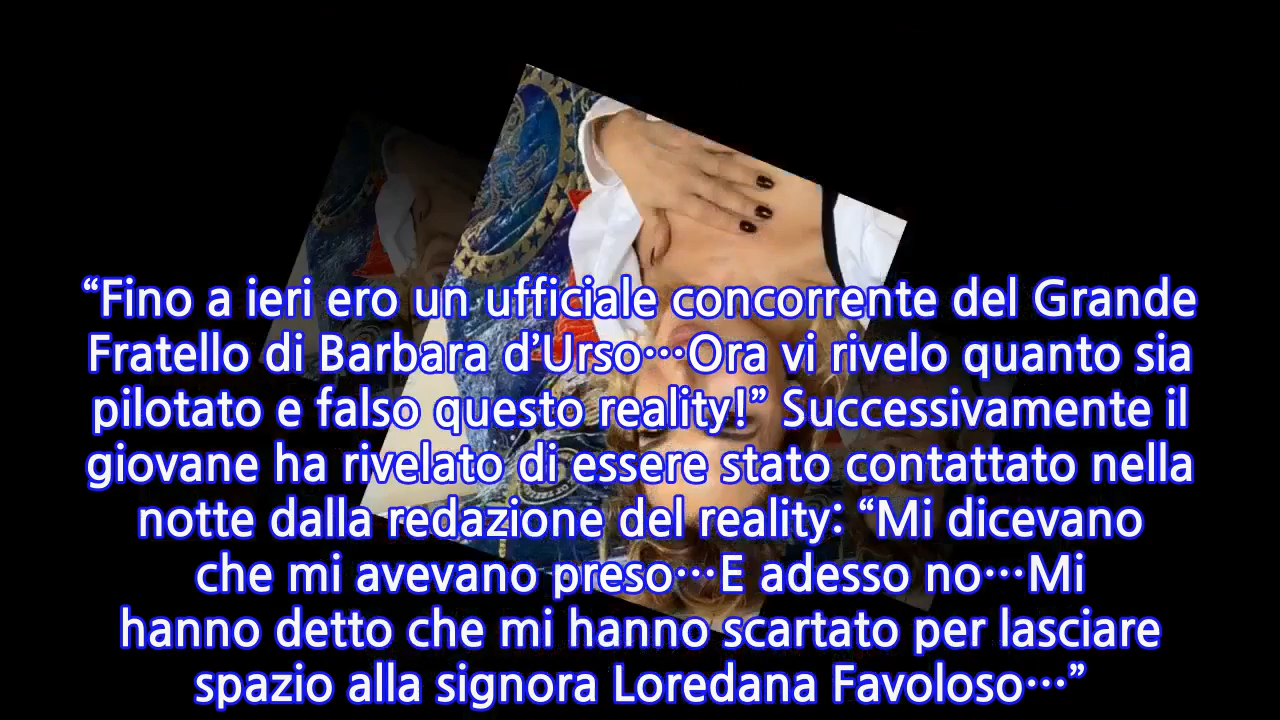 “Fino a ieri ero un ufficiale concorrente del Grande
Fratello di Barbara d’Urso…Ora vi rivelo quanto sia
pilotato e falso questo reality!” Successivamente il
giovane ha rivelato di essere stato contattato nella
notte dalla redazione del reality: “Mi dicevano
che mi avevano preso…E adesso no…Mi
hanno detto che mi hanno scartato per lasciare
spazio alla signora Loredana Favoloso…”